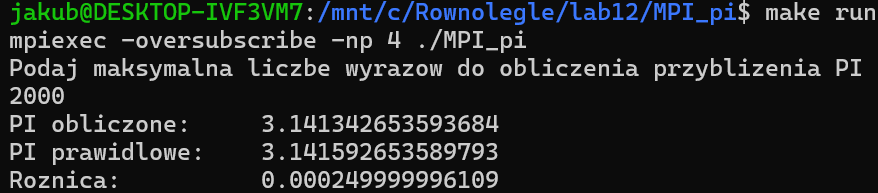 jakub@DESKTOP-IVF3VM7:/mnt/c/Rownolegle/lab12/MPI_pi$ make run
mpiexec -oversubscribe -np 4 ./MPI_pi
Podaj maksymalna liczbe wyrazow do obliczenia przyblizenia PI
2000
PI obliczone:     3.141342653593684
PI prawidlowe:    3.141592653589793
Roznica:          0.000249999996109